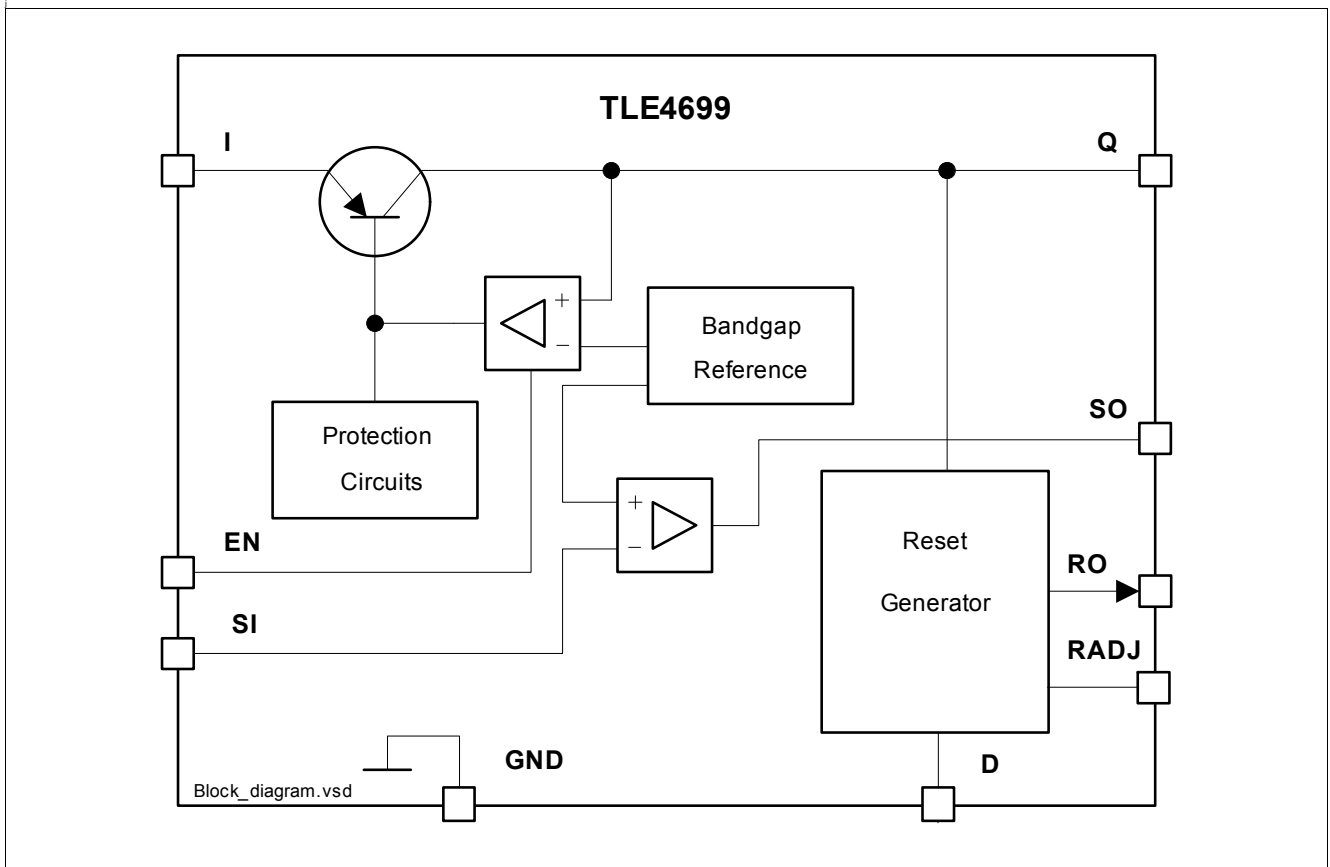 TLE4699
I
Q
+
−
Bandgap
Reference
Protection
Circuits
SO
+
−
EN
SI
Reset
Generator
RO
RADJ
GND
D
Block_diagram.vsd